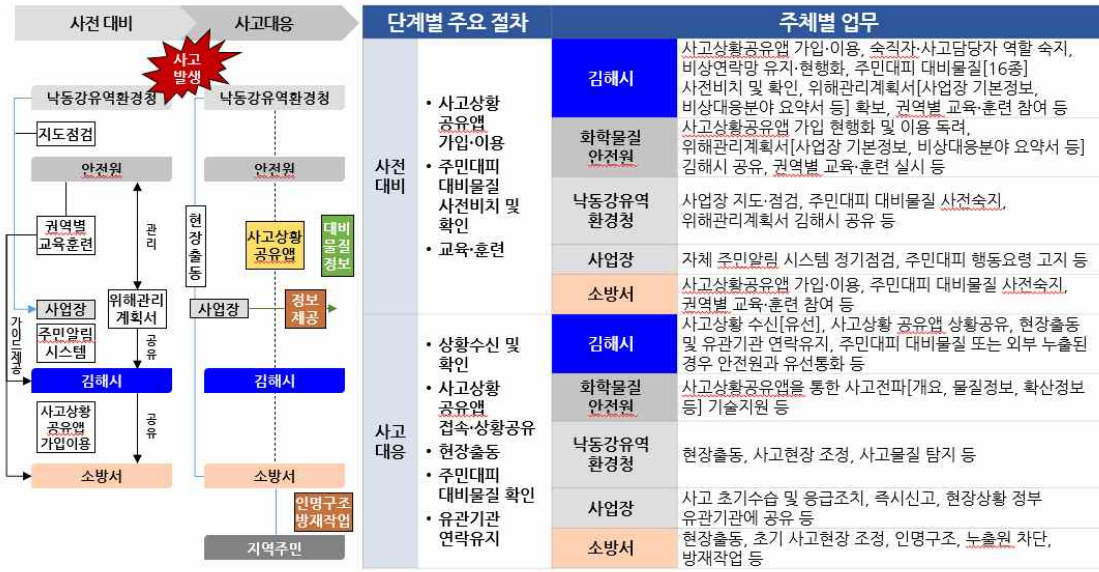 사전 대비
사고대응
사고
발생
낙동강유역환경청
낙동강유역환경청
지도점검
안전원
안전원
권역별
교육훈련
관리
현장출동
사고상황
공유앱
대비
물질
정보
사업장
위해관리
계획서
사업장
정보
제공
주민알림
시스템
가이드제공
공유
김해시
김해시
사고상황
공유앱
가입이용
공유
소방서
소방서
인명구조
방재작업
지역주민
단계별 주요 절차
주체별 업무
사전
대비
• 사고상황
공유앱
가입·이용
• 주민대피
대비물질
사전비치 및
확인
• 교육·훈련
김해시
사고상황공유앱 가입·이용, 숙직자·사고담당자 역할 숙지,
비상연락망 유지·현행화, 주민대피 대비물질[16종]
사전비치 및 확인, 위해관리계획서[사업장 기본정보,
비상대응분야 요약서 등] 확보, 권역별 교육·훈련 참여 등
화학물질
안전원
사고상황공유앱 가입 현행화 및 이용 독려,
위해관리계획서[사업장 기본정보, 비상대응분야 요약서 등]
김해시 공유, 권역별 교육·훈련 실시 등
낙동강유역
환경청
사업장 지도·점검, 주민대피 대비물질 사전숙지,
위해관리계획서 김해시 공유 등
사업장
자체 주민알림 시스템 정기점검, 주민대피 행동요령 고지 등
소방서
사고상황공유앱 가입·이용, 주민대피 대비물질 사전숙지,
권역별 교육·훈련 참여 등
사고
대응
• 상황수신 및
확인
• 사고상황
공유앱
접속·상황공유
• 현장출동
• 주민대피
대비물질 확인
• 유관기관
연락유지
김해시
사고상황 수신[유선], 사고상황 공유앱 상황공유, 현장출동
및 유관기관 연락유지, 주민대피 대비물질 또는 외부 누출된
경우 안전원과 유선통화 등
화학물질
안전원
사고상황공유앱을 통한 사고전파[개요, 물질정보, 확산정보
등] 기술지원 등
낙동강유역
환경청
현장출동, 사고현장 조정, 사고물질 탐지 등
사업장
사고 초기수습 및 응급조치, 즉시신고, 현장상황 정부
유관기관에 공유 등
소방서
현장출동, 초기 사고현장 조정, 인명구조, 누출원 차단,
방재작업 등